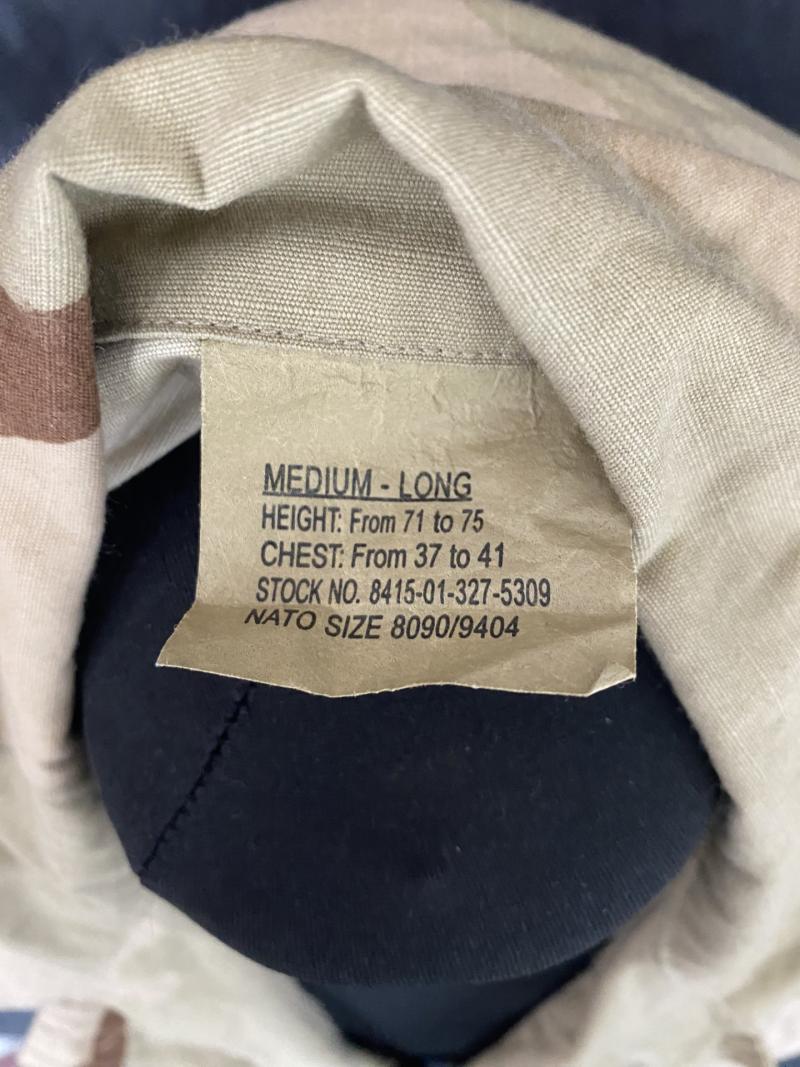 MEDIUM - LONG
HEIGHT: From 71 to 75
CHEST: From 37 to 41
STOCK NO. 8415-01-327-5309
NATO SIZE 8090/9404